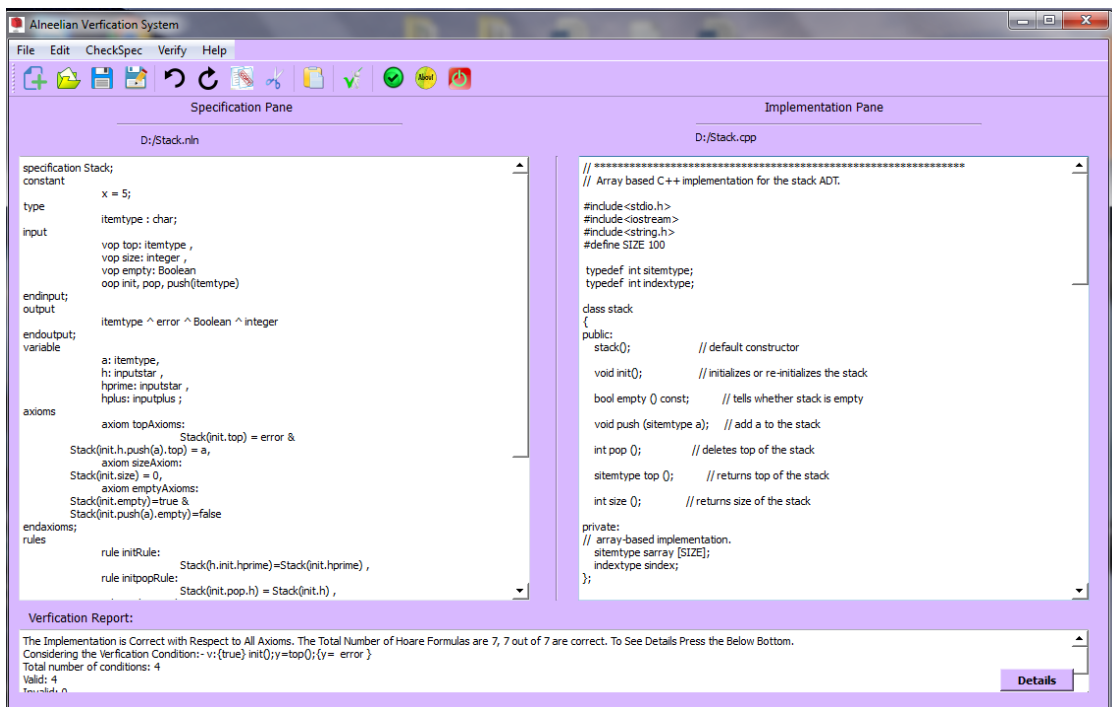 Alneelian Verfication System
File Edit CheckSpec Verify Help
About
Specification Pane
D:/Stack.nln
specification Stack;
constant
x = 5;
type
itemtype : char;
input
vop top: itemtype ,
vop size: integer ,
vop empty: Boolean
oop init, pop, push(itemtype)
endinput;
output
itemtype ^ error ^ Boolean ^ integer
endoutput;
variable
a: itemtype,
h: inputstar ,
hprime: inputstar ,
hplus: inputplus ;
axioms
axiom topAxioms:
Stack(init.top) = error &
Stack(init.h.push(a).top) = a,
axiom sizeAxiom:
Stack(init.size) = 0,
axiom emptyAxioms:
Stack(init.empty)=true &
Stack(init.push(a).empty)=false
endaxioms;
rules
rule initRule:
Stack(h.init.hprime)=Stack(init.hprime) ,
rule initpopRule:
Stack(init.pop.h) = Stack(init.h) ,
Implementation Pane
D:/Stack.cpp
// ***************************************************************
// Array based C++ implementation for the stack ADT.
#include<stdio.h>
#include<iostream>
#include<string.h>
#define SIZE 100
typedef int sitemtype;
typedef int indextype;
class stack
{
public:
stack(); // default constructor
void init(); // initializes or re-initializes the stack
bool empty () const; // tells whether stack is empty
void push (sitemtype a); // add a to the stack
int pop (); // deletes top of the stack
sitemtype top (); // returns top of the stack
int size (); // returns size of the stack
private:
// array-based implementation.
sitemtype sarray [SIZE];
indextype sindex;
};
Verfication Report:
The Implementation is Correct with Respect to All Axioms. The Total Number of Hoare Formulas are 7, 7 out of 7 are correct. To See Details Press the Below Bottom.
Considering the Verfication Condition:- v:{true} init();y=top();{y= error }
Total number of conditions: 4
Valid: 4
Invalid: 0
Details